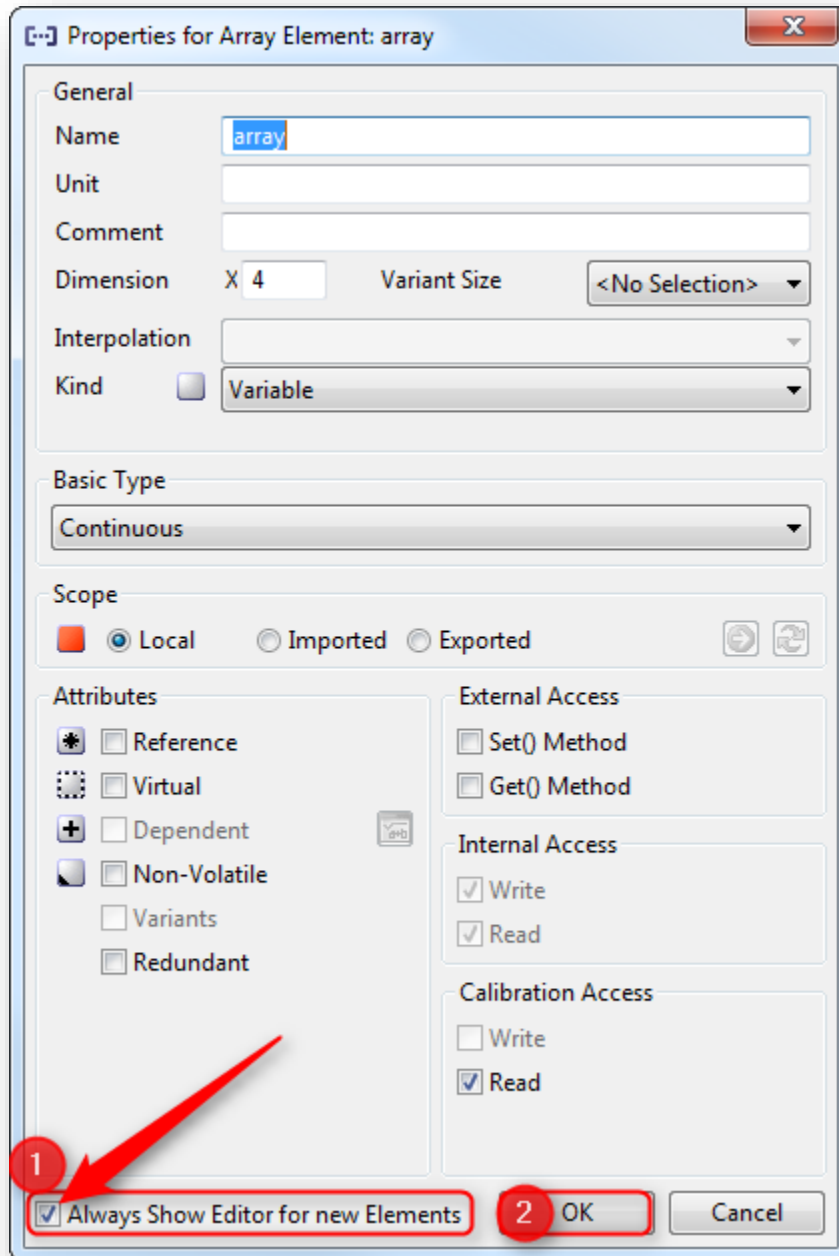 Properties for Array Element: array
General
Name array
Unit
Comment
Dimension X 4 Variant Size <No Selection>
Interpolation
Kind Variable
Basic Type
Continuous
Scope
Local Imported Exported
Attributes
Reference
Virtual
Dependent
Non-Volatile
Variants
Redundant
External Access
Set() Method
Get() Method
Internal Access
Write
Read
Calibration Access
Write
Read
1
Always Show Editor for new Elements 2 OK Cancel